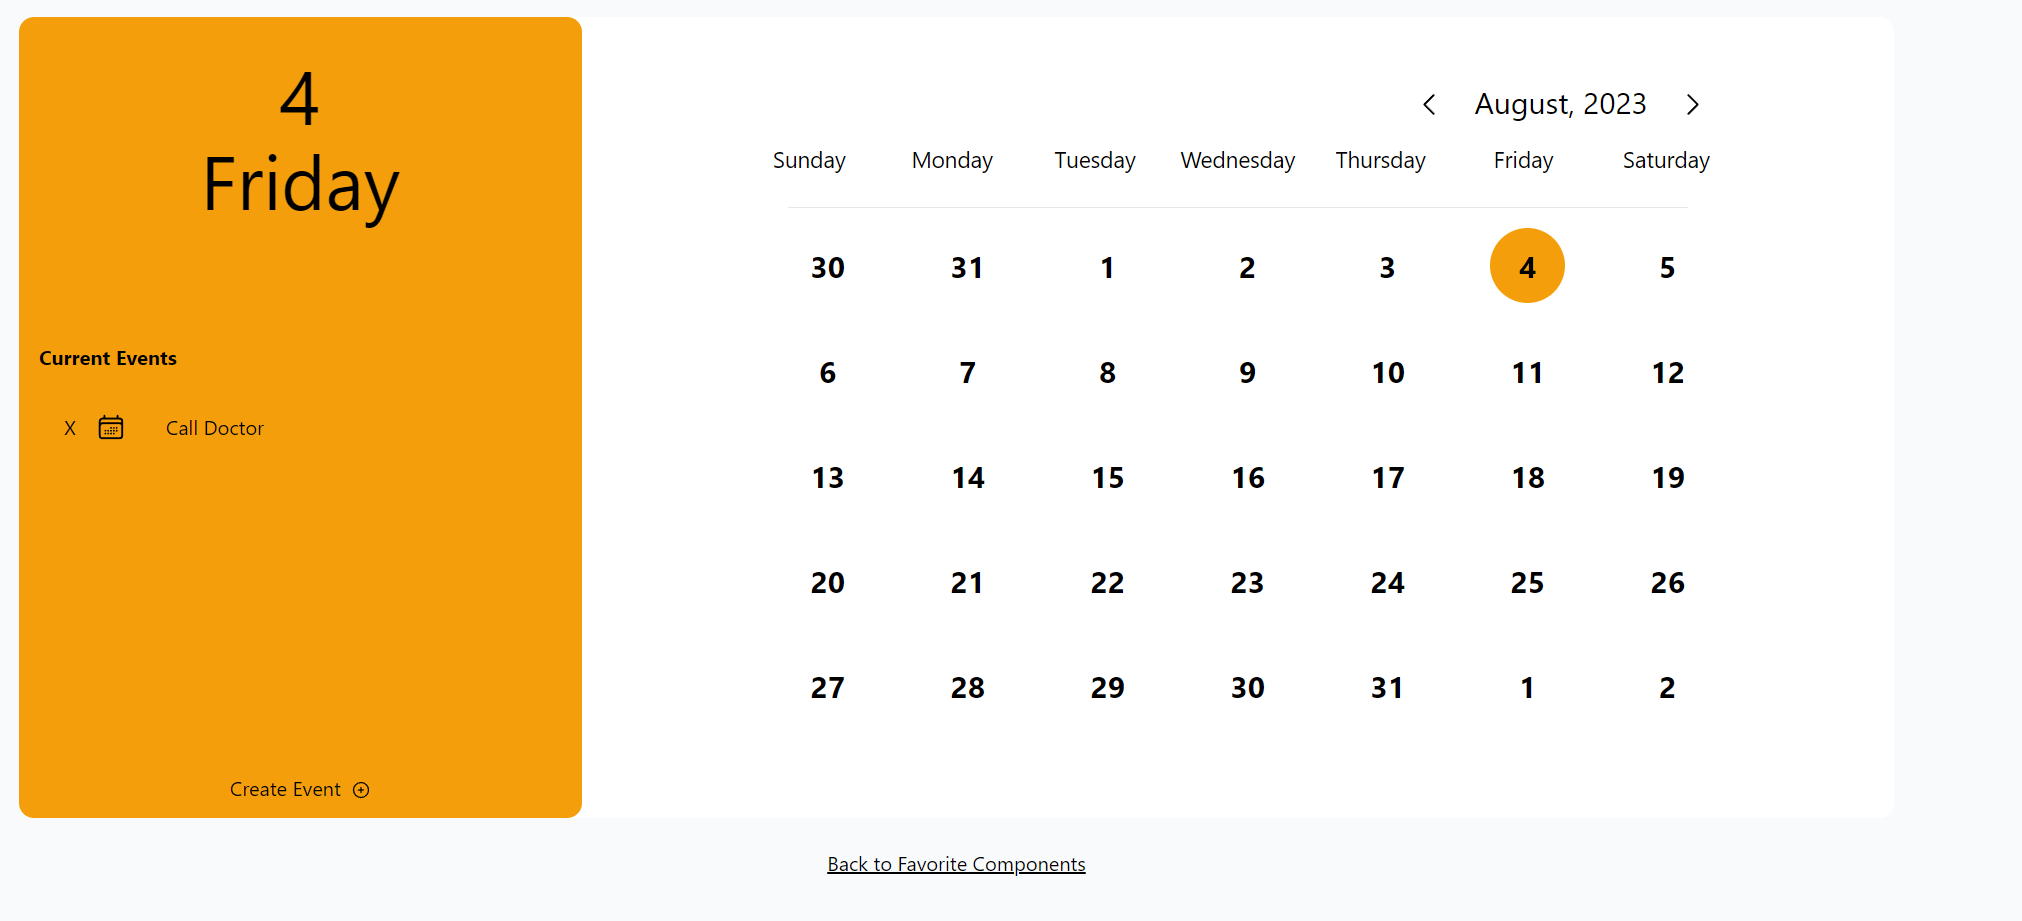 4
Friday
Current Events
X Call Doctor
Create Event
August, 2023
Sunday Monday Tuesday Wednesday Thursday Friday Saturday
30 31 1 2 3 4 5
6 7 8 9 10 11 12
13 14 15 16 17 18 19
20 21 22 23 24 25 26
27 28 29 30 31 1 2
Back to Favorite Components